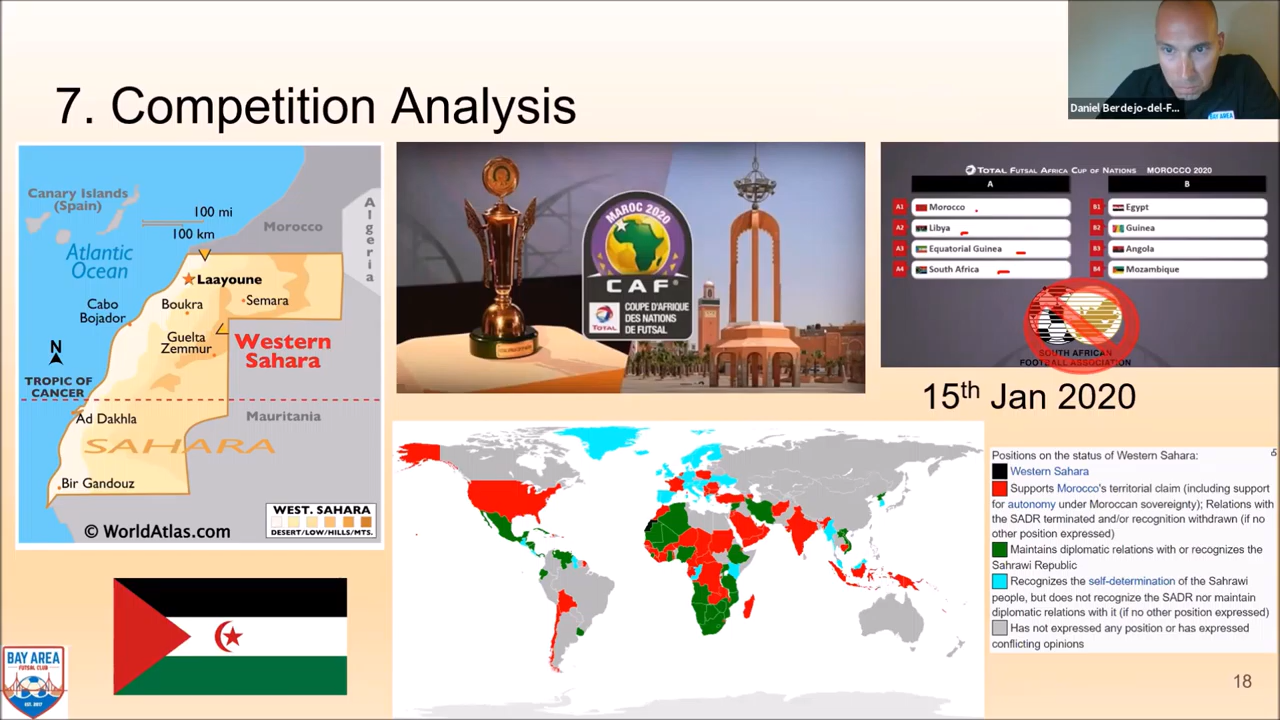 Daniel Berdejo-del-F...
BAY AREA
7. Competition Analysis
Canary Islands
(Spain)
100 mi
100 km
Morocco
Algeria
Atlantic
Ocean
Laayoune
Cabo
Bojador
Boukra
Semara
Guelta
Zemmur
Western
Sahara
N
TROPIC OF
CANCER
Mauritania
Ad Dakhla
SAHARA
Bir Gandouz
© WorldAtlas.com
WEST. SAHARA
DESERT/LOW/HILLS/MTS.
MAROC 2020
CAF
TOTAL
COUPE D'AFRIQUE
DES NATIONS
DE FUTSAL
TOTAL FUTSAL AFRICA CUP OF NATIONS MOROCCO 2020
A
B
A1 Morocco
B1 Egypt
A2 Libya
B2 Guinea
A3 Equatorial Guinea
B3 Angola
A4 South Africa
B4 Mozambique
SOUTH AFRICAN
FOOTBALL ASSOCIATION
15th Jan 2020
Positions on the status of Western Sahara:
Western Sahara
Supports Morocco's territorial claim (including support
for autonomy under Moroccan sovereignty); Relations with
the SADR terminated and/or recognition withdrawn (if no
other position expressed)
Maintains diplomatic relations with or recognizes the
Sahrawi Republic
Recognizes the self-determination of the Sahrawi
people, but does not recognize the SADR nor maintain
diplomatic relations with it (if no other position expressed)
Has not expressed any position or has expressed
conflicting opinions
BAY AREA
FUTSAL CLUB
EST. 2017
18